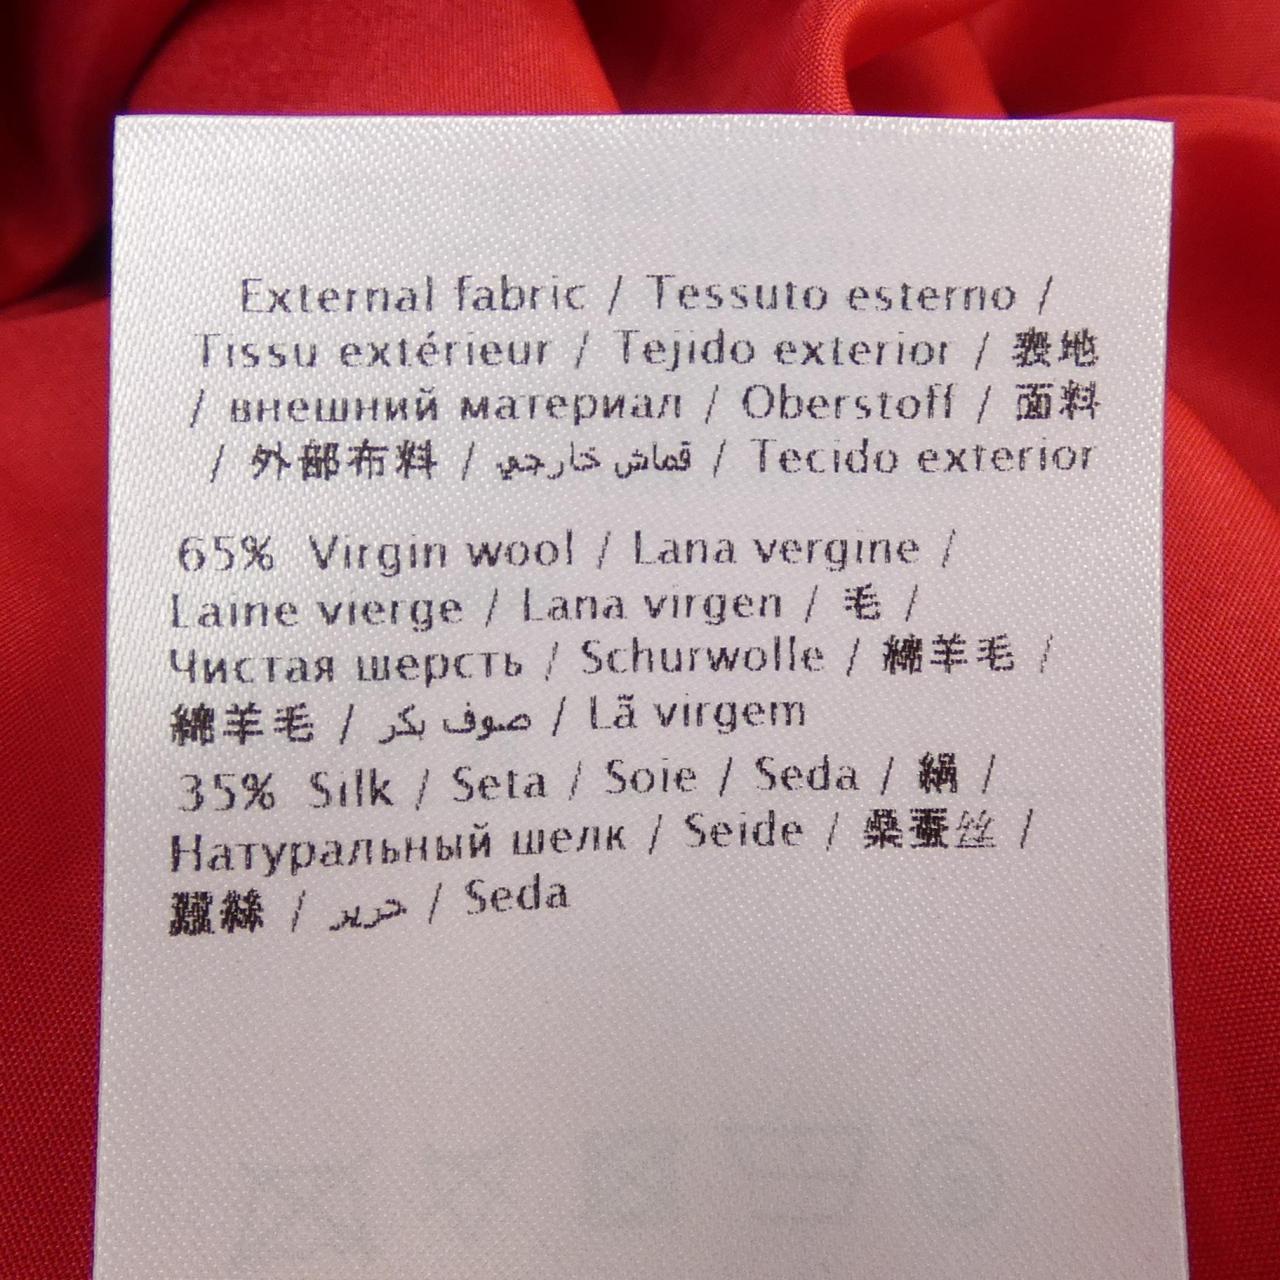 External fabric / Tessuto esterno /
Tissu extérieur / Tejido exterior / 表地
/ внешний материал / Oberstoff / 面料
/ 外部布料 / قماش خارجي / Tecido exterior
65% Virgin wool / Lana vergine /
Laine vierge / Lana virgen / 毛 /
Чистая шерсть / Schurwolle / 綿羊毛 /
綿羊毛 / صوف بكر / Lã virgem
35% Silk / Seta / Soie / Seda / 絹 /
Натуральный шелк / Seide / 桑蚕丝 /
蠶絲 / حرير / Seda